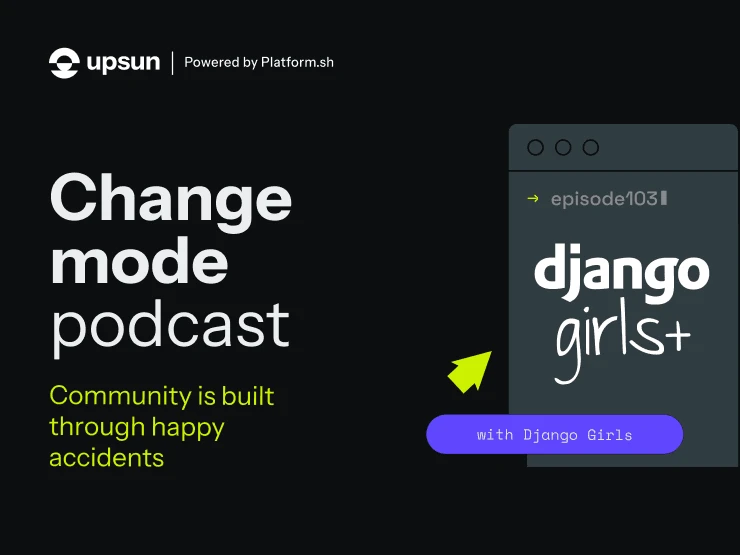 upsun
Powered by Platform.sh
Change
mode
podcast
Community is built
through happy
accidents
→ episode103
django
girls+
with Django Girls